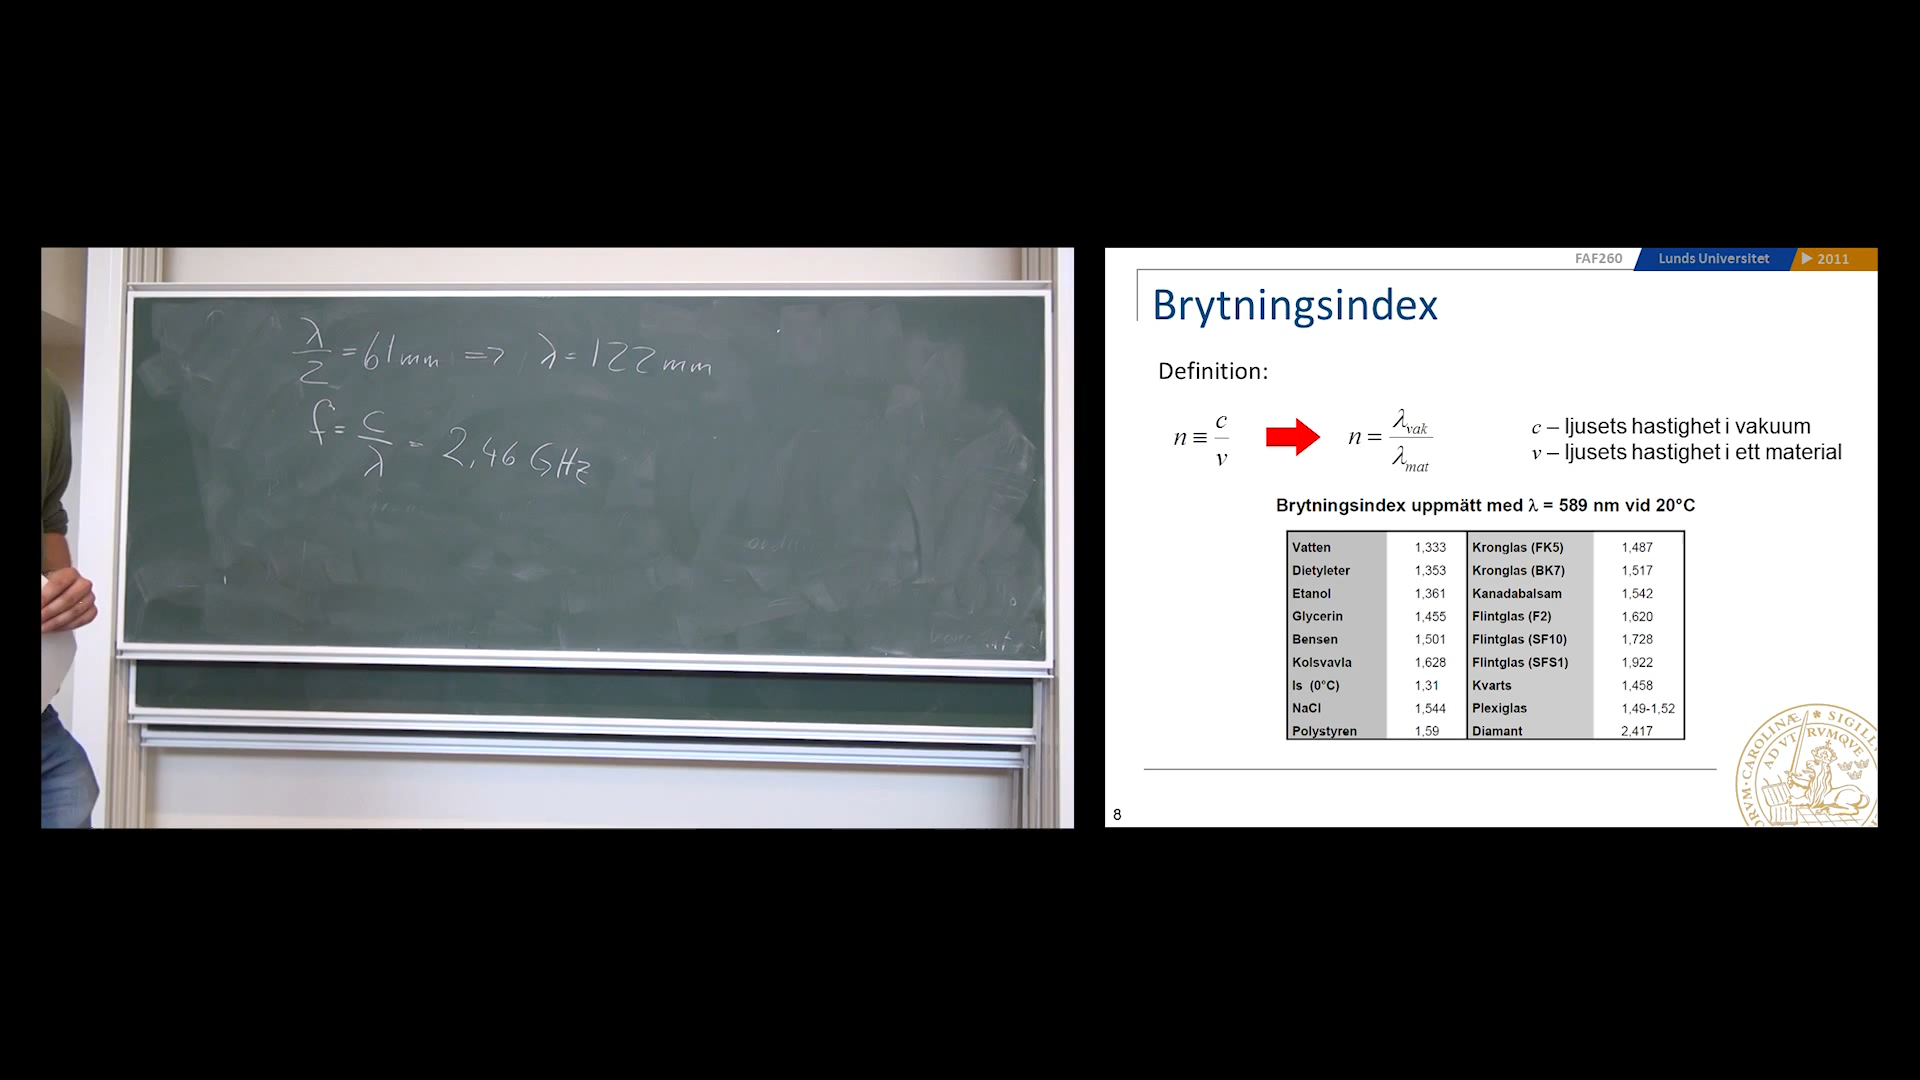 λ/2 = 61 mm => λ = 122 mm
f = c/λ = 2,46 GHz
FAF260 Lunds Universitet ▶ 2011
Brytningsindex
Definition:
n ≡ c/v n = λvak/λmat
c – ljusets hastighet i vakuum
v – ljusets hastighet i ett material
Brytningsindex uppmätt med λ = 589 nm vid 20°C
Vatten 1,333 Kronglas (FK5) 1,487
Dietyleter 1,353 Kronglas (BK7) 1,517
Etanol 1,361 Kanadabalsam 1,542
Glycerin 1,455 Flintglas (F2) 1,620
Bensen 1,501 Flintglas (SF10) 1,728
Kolsvavla 1,628 Flintglas (SFS1) 1,922
Is (0°C) 1,31 Kvarts 1,458
NaCl 1,544 Plexiglas 1,49-1,52
Polystyren 1,59 Diamant 2,417
8